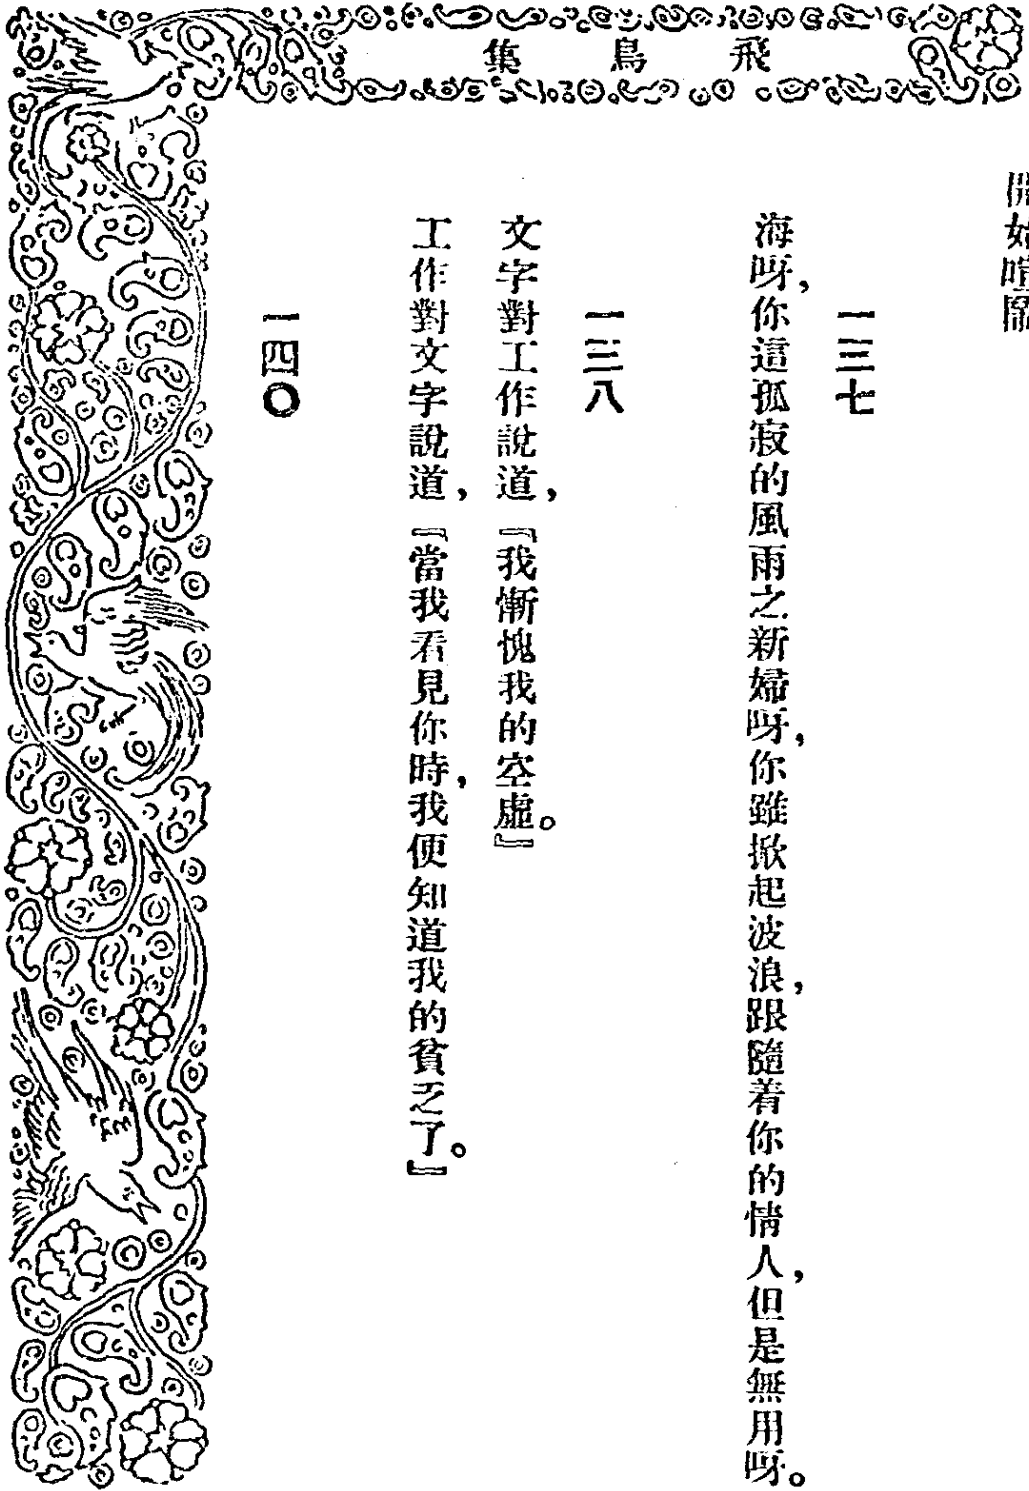 飛鳥集
開始喧鬧
一三七
海呀,你這孤寂的風雨之新婦呀,你雖掀起波浪,跟隨着你的情人,但是無用呀。
一三八
文字對工作說道,『我慚愧我的空虛。』
工作對文字說道,『當我看見你時,我便知道我的貧乏了。』
一四〇